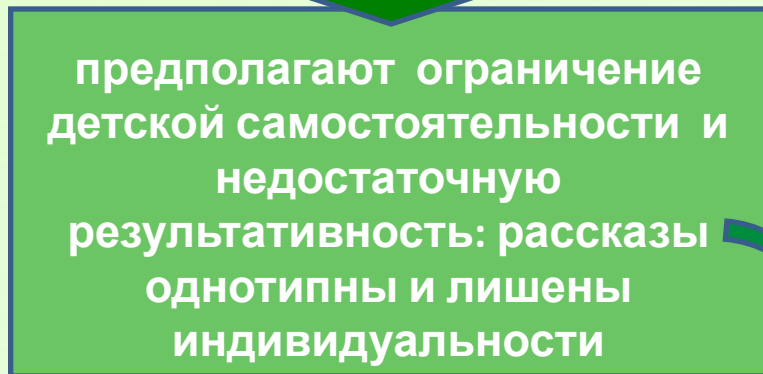 предполагают ограничение
детской самостоятельности и
недостаточную
результативность: рассказы
однотипны и лишены
индивидуальности